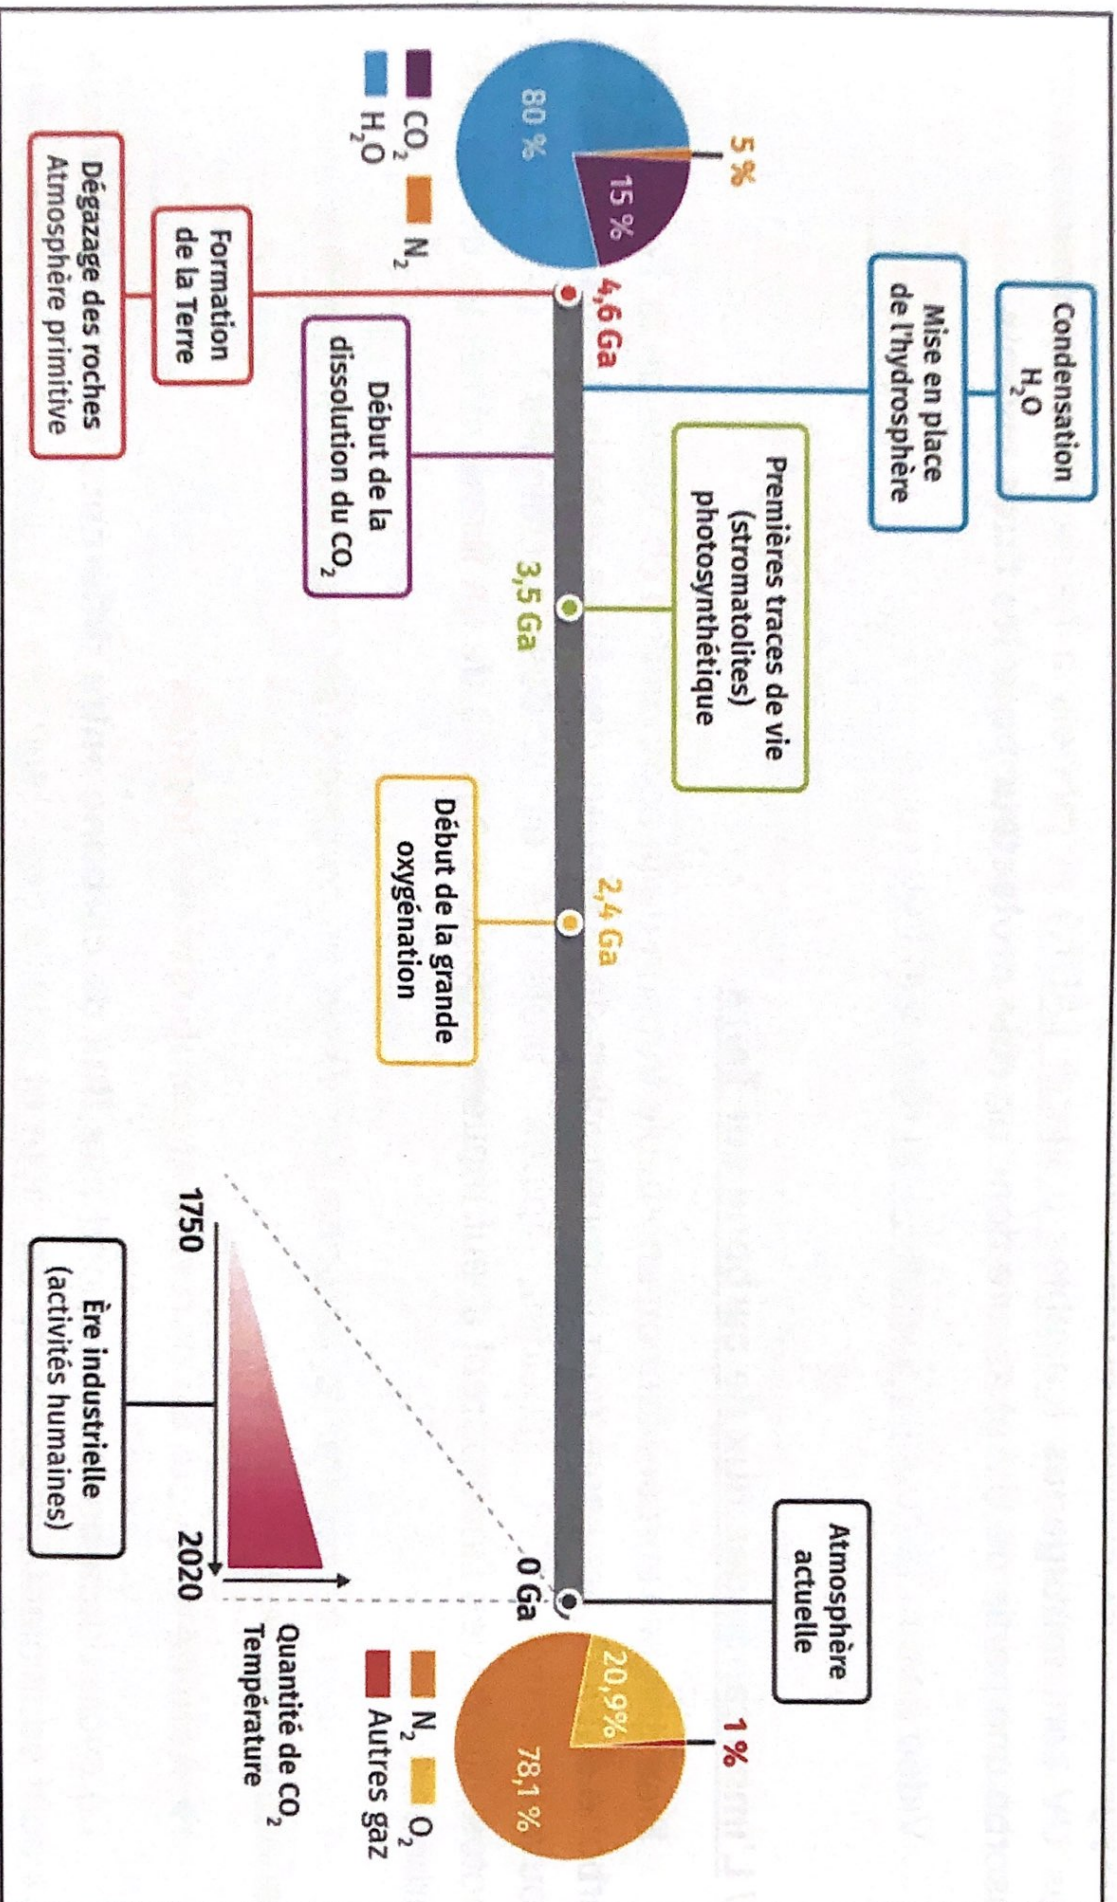 Condensation
H₂O
Mise en place
de l'hydrosphère
Premières traces de vie
(stromatolites)
photosynthétique
Atmosphère
actuelle
5 %
15 %
80 %
CO₂ N₂
H₂O
4,6 Ga
3,5 Ga
2,4 Ga
0 Ga
1 %
20,9%
78,1 %
N₂ O₂
Autres gaz
Début de la
dissolution du CO₂
Début de la grande
oxygénation
Formation
de la Terre
Dégazage des roches
Atmosphère primitive
1750
2020
Quantité de CO₂
Température
Ère industrielle
(activités humaines)